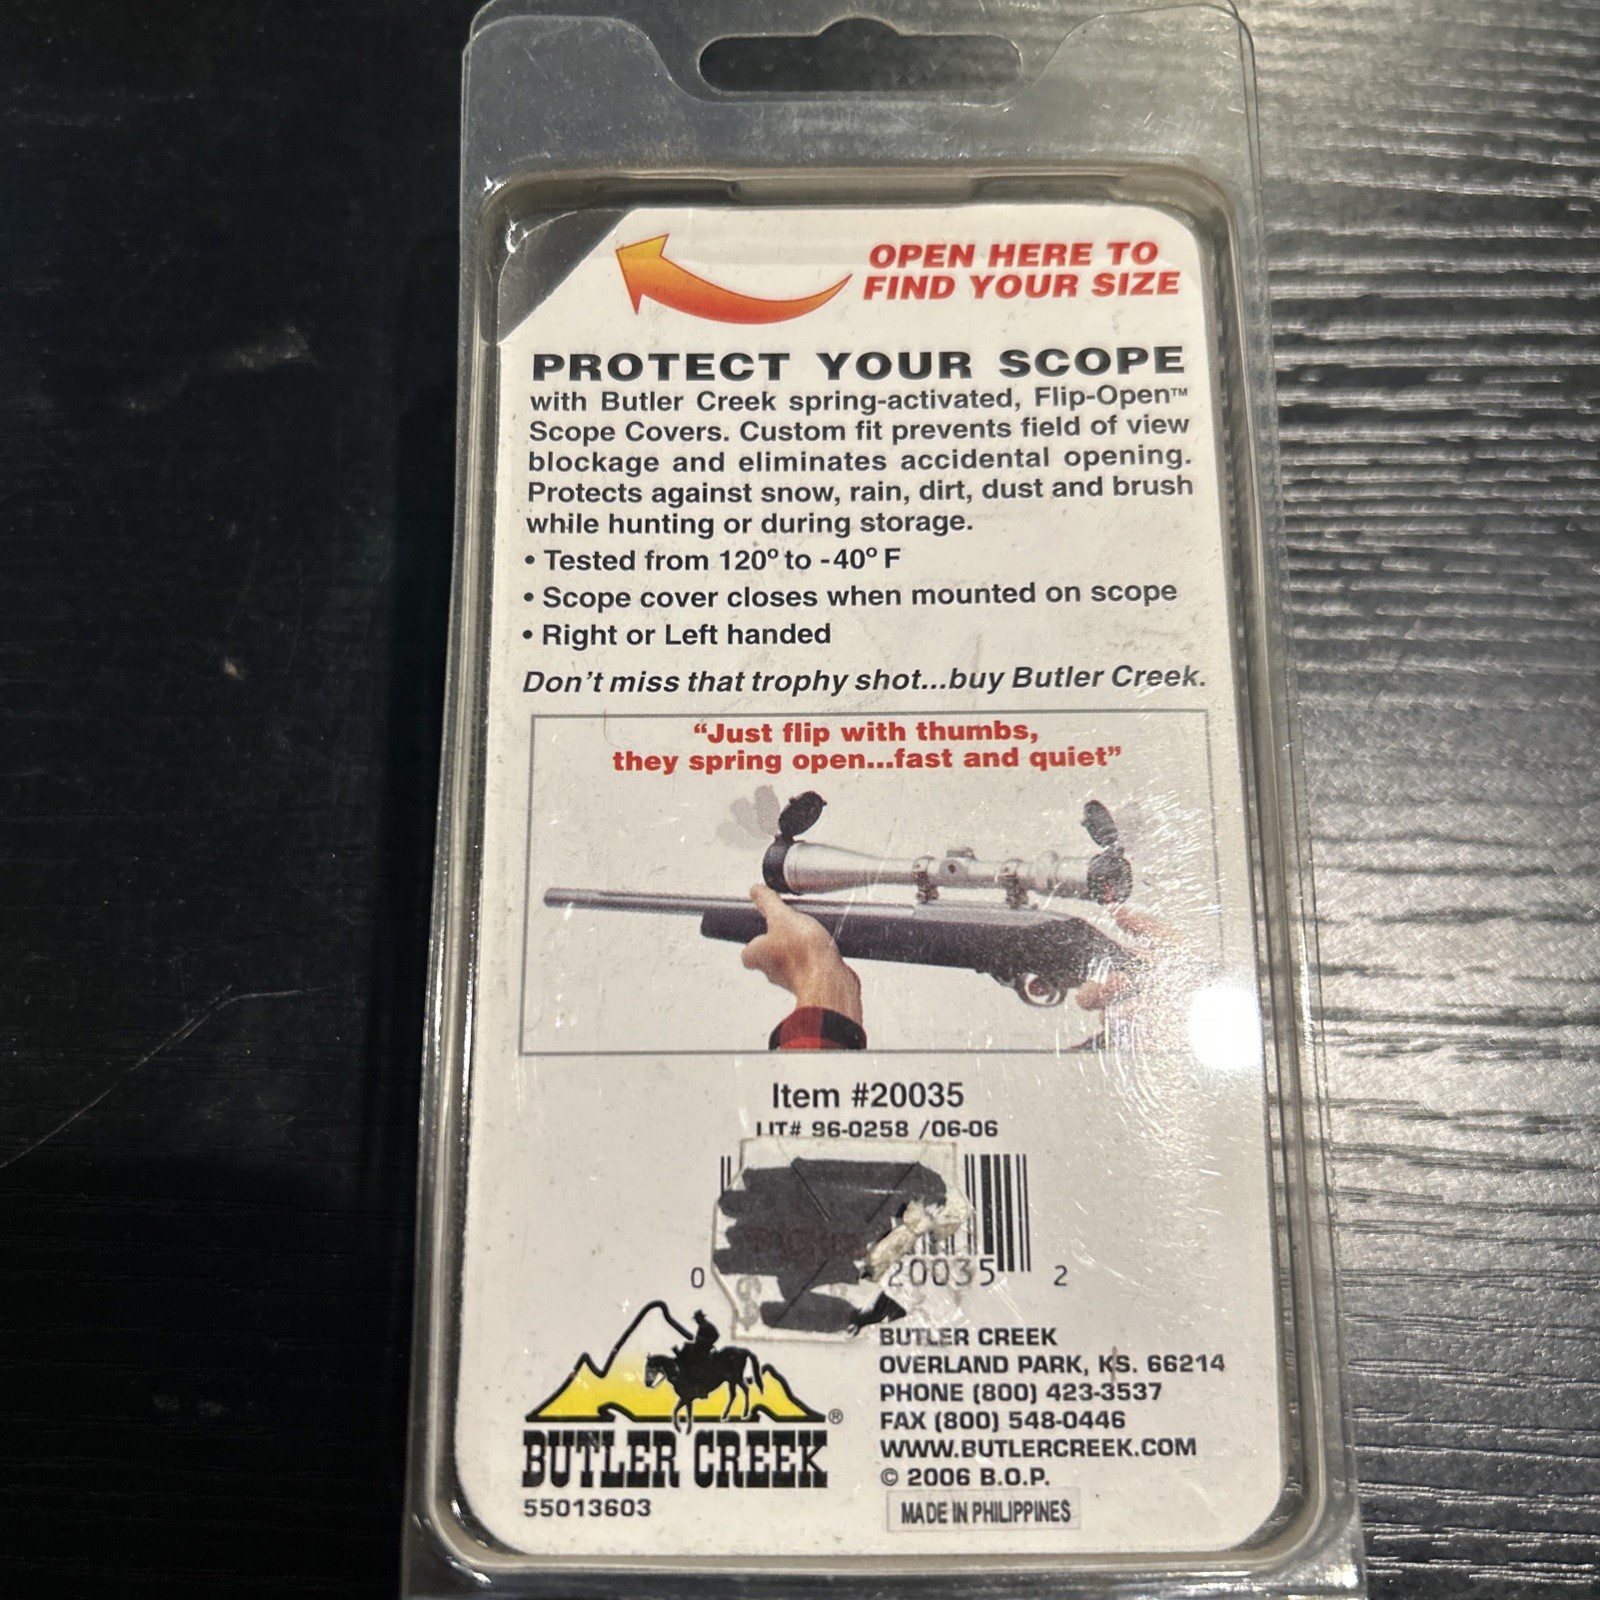 OPEN HERE TO
FIND YOUR SIZE
PROTECT YOUR SCOPE
with Butler Creek spring-activated, Flip-Open™
Scope Covers. Custom fit prevents field of view
blockage and eliminates accidental opening.
Protects against snow, rain, dirt, dust and brush
while hunting or during storage.
• Tested from 120º to -40º F
• Scope cover closes when mounted on scope
• Right or Left handed
Don't miss that trophy shot...buy Butler Creek.
“Just flip with thumbs,
they spring open...fast and quiet”
Item #20035
LIT# 96-0258 /06-06
0 20035 2
BUTLER CREEK
OVERLAND PARK, KS. 66214
PHONE (800) 423-3537
FAX (800) 548-0446
WWW.BUTLERCREEK.COM
© 2006 B.O.P.
MADE IN PHILIPPINES
BUTLER CREEK®
55013603